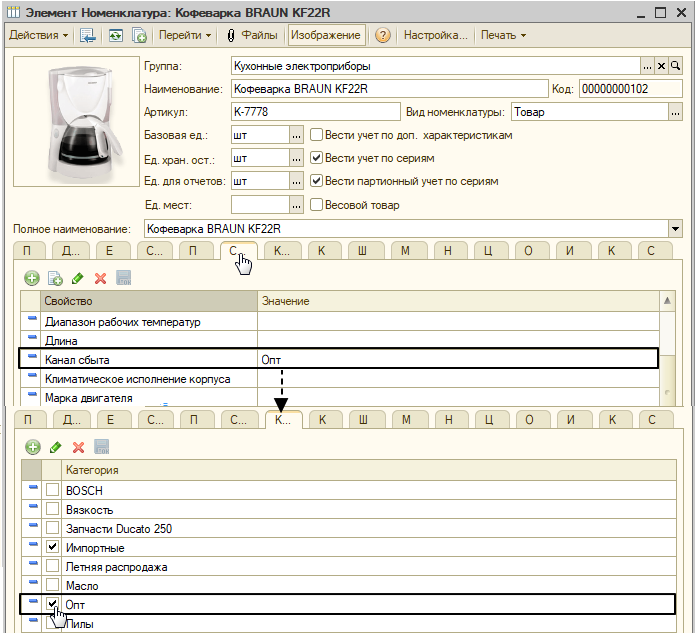 Элемент Номенклатура: Кофеварка BRAUN KF22R
Действия Перейти Файлы Изображение Настройка... Печать
Группа: Кухонные электроприборы
Наименование: Кофеварка BRAUN KF22R Код: 00000000102
Артикул: К-7778 Вид номенклатуры: Товар
Базовая ед.: шт Вести учет по доп. характеристикам
Ед. хран. ост.: шт Вести учет по сериям
Ед. для отчетов: шт Вести партионный учет по сериям
Ед. мест: Весовой товар
Полное наименование: Кофеварка BRAUN KF22R
П Д... Е С... П С... К... К Ш М Н Ц О И К С
Свойство Значение
Диапазон рабочих температур
Длина
Канал сбыта Опт
Климатическое исполнение корпуса
Марка двигателя
П Д... Е С... П С... К... К Ш М Н Ц О И К С
Категория
BOSCH
Вязкость
Запчасти Ducato 250
Импортные
Летняя распродажа
Масло
Опт
Пилы